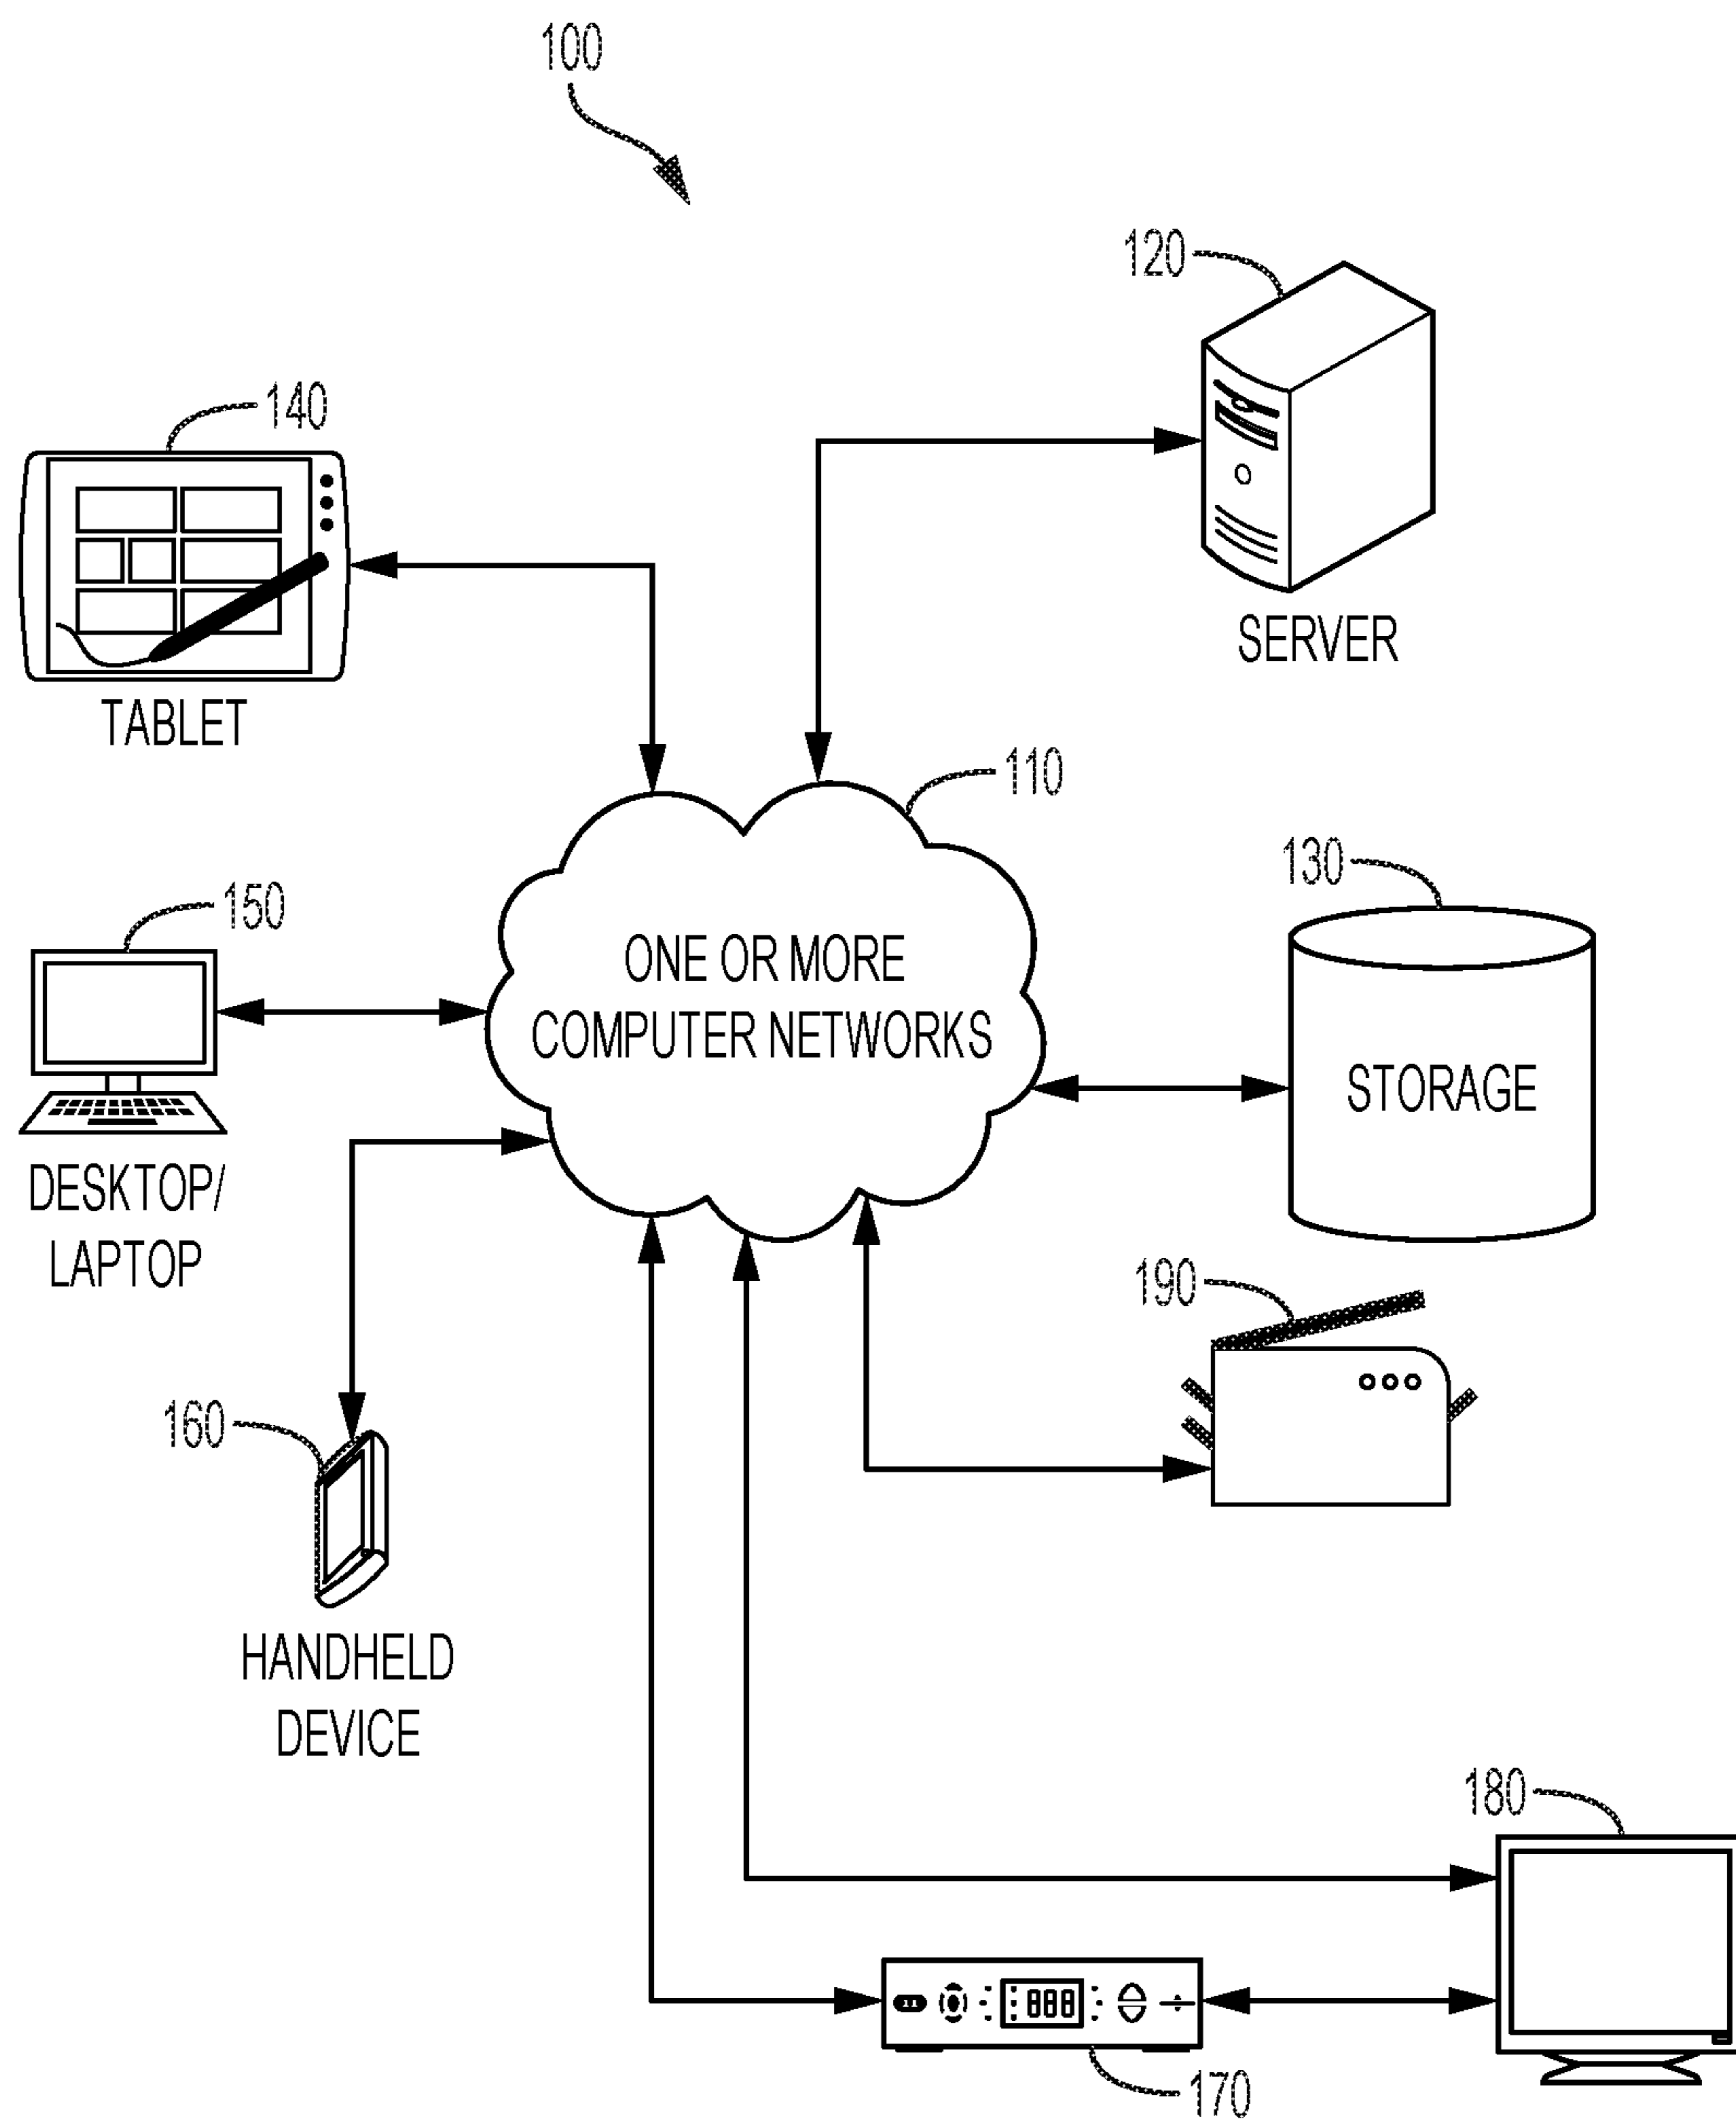 100
120
SERVER
140
TABLET
110
ONE OR MORE
COMPUTER NETWORKS
130
STORAGE
150
DESKTOP/
LAPTOP
190
160
HANDHELD
DEVICE
180
888
170